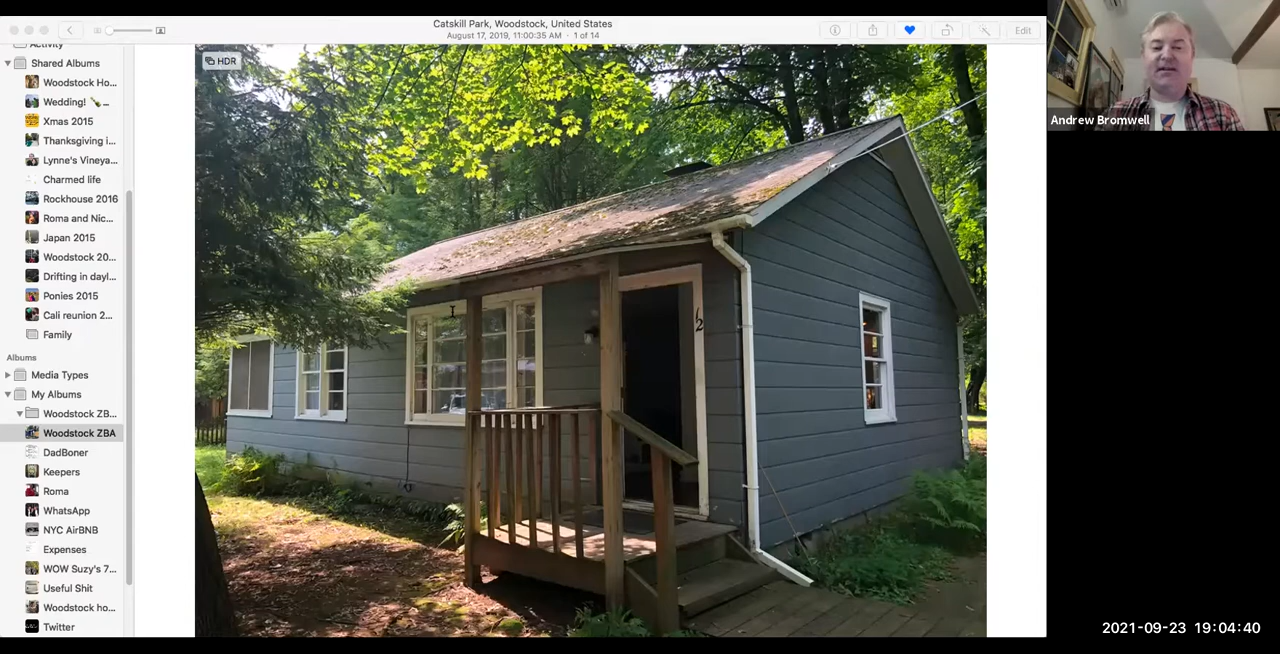 Catskill Park, Woodstock, United States
August 17, 2019, 11:00:35 AM • 1 of 14
Edit
HDR
Activity
Shared Albums
Woodstock Ho...
Wedding! 🍾...
Xmas 2015
Thanksgiving i...
Lynne's Vineya...
Charmed life
Rockhouse 2016
Roma and Nic...
Japan 2015
Woodstock 20...
Drifting in dayl...
Ponies 2015
Cali reunion 2...
Family
Albums
Media Types
My Albums
Woodstock ZB...
Woodstock ZBA
DadBoner
Keepers
Roma
WhatsApp
NYC AirBNB
Expenses
WOW Suzy's 7...
Useful Shit
Woodstock ho...
Twitter
12
Andrew Bromwell
2021-09-23 19:04:40